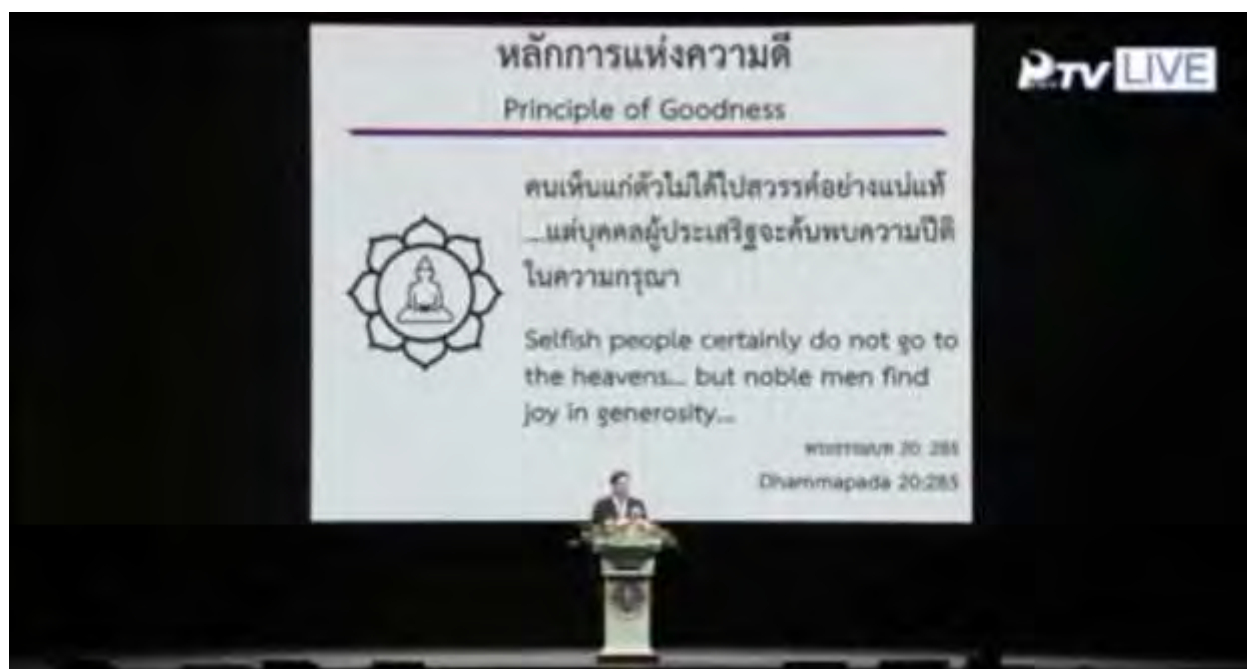 หลักการแห่งความดี
Principle of Goodness
TV LIVE
คนเห็นแก่ตัวไม่ได้ไปสวรรค์อย่างแน่แท้
...แต่บุคคลผู้ประเสริฐจะค้นพบความปีติ
ในความกรุณา
Selfish people certainly do not go to
the heavens... but noble men find
joy in generosity...
20: 285
Dhammapada 20:285